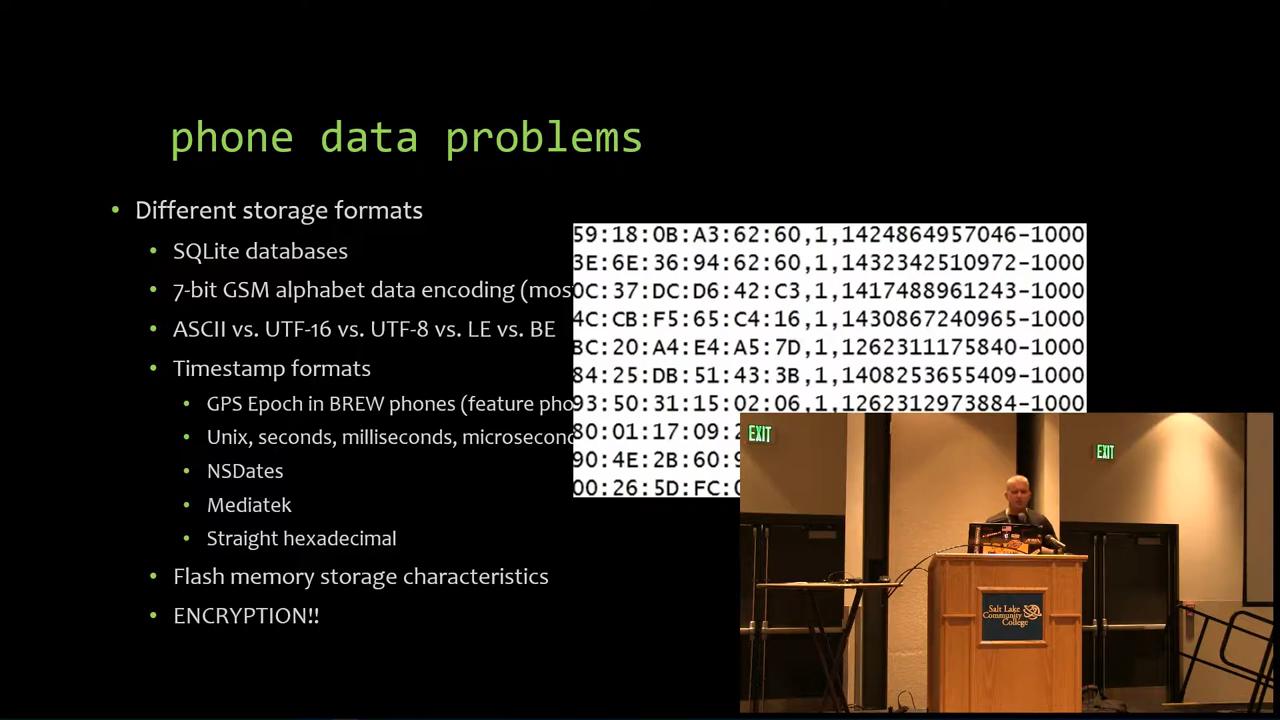 phone data problems
Different storage formats
SQLite databases
7-bit GSM alphabet data encoding
ASCII vs. UTF-16 vs. UTF-8 vs. LE vs. BE
Timestamp formats
GPS Epoch in BREW phones (feature
Unix, seconds, milliseconds,
NSDates
Mediatek
Straight hexadecimal
Flash memory storage characteristics
ENCRYPTION!!
59:18:0B:A3:62:60,1,1424864957046-1000
3E:6E:36:94:62:60,1,1432342510972-1000
0C:37:DC:D6:42:C3,1,1417488961243-1000
4C:CB:F5:65:C4:16,1,1430867240965-1000
BC:20:A4:E4:A5:7D,1,1262311175840-1000
84:25:DB:51:43:3B,1,1408253655409-1000
93:50:31:15:02:06,1,1262312973884-1000
80:01:17:09:
90:4E:2B:60:
00:26:5D:FC:
EXIT
EXIT
Salt Lake
Community
College